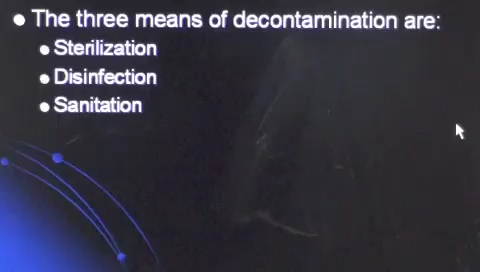 The three means of decontamination are:
Sterilization
Disinfection
Sanitation